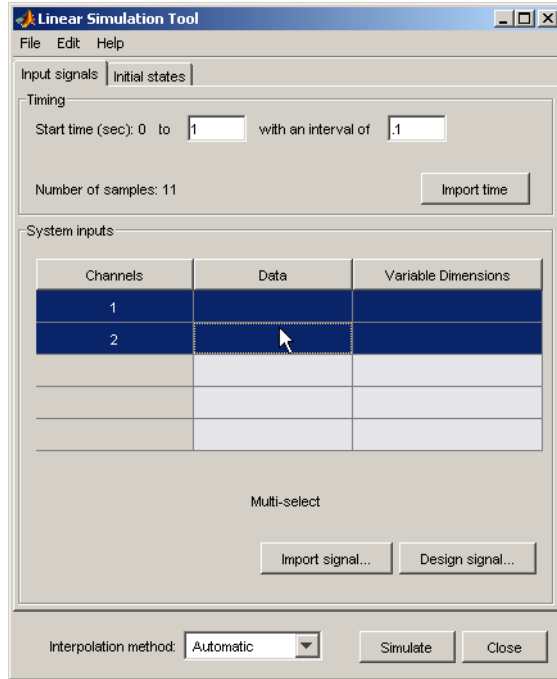 Linear Simulation Tool
File Edit Help
Input signals Initial states
Timing
Start time (sec): 0 to 1 with an interval of .1
Number of samples: 11 Import time
System inputs
Channels Data Variable Dimensions
1
2
Multi-select
Import signal... Design signal...
Interpolation method: Automatic Simulate Close